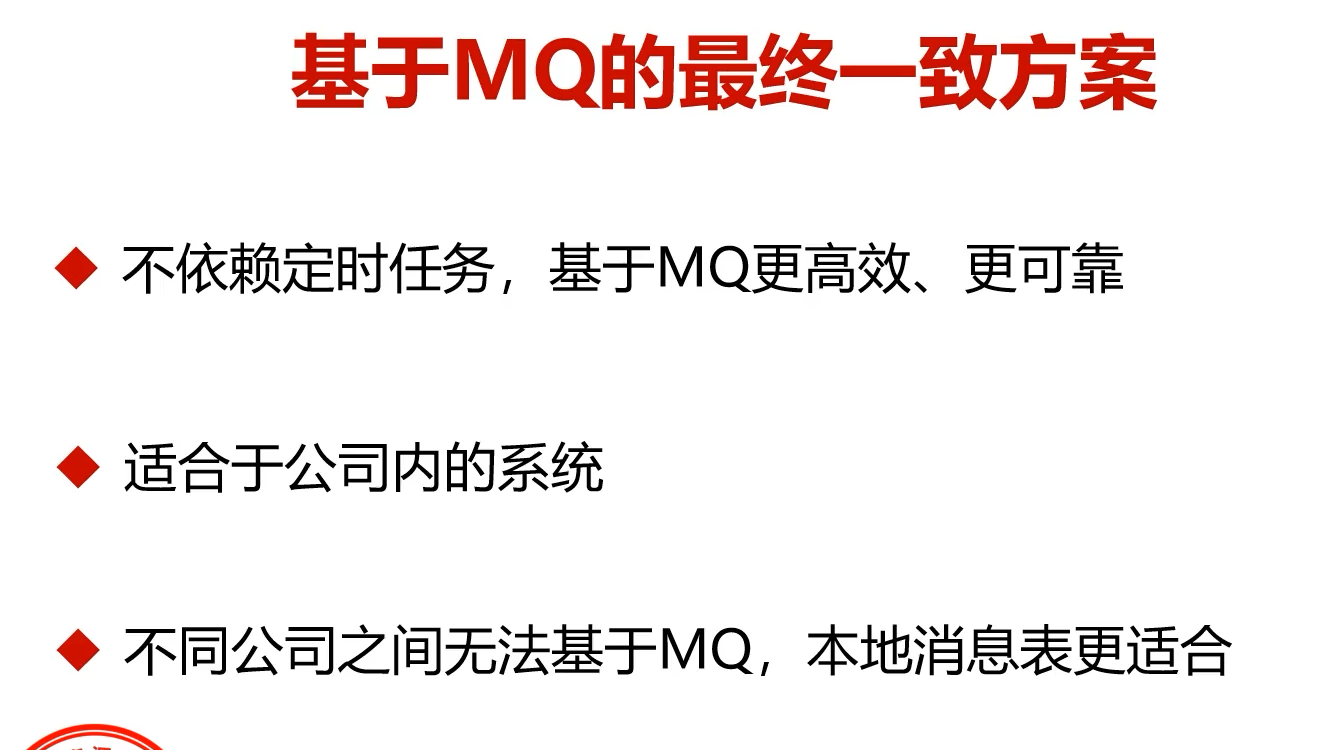 基于MQ的最终一致方案
不依赖定时任务，基于MQ更高效、更可靠
适合于公司内的系统
不同公司之间无法基于MQ，本地消息表更适合